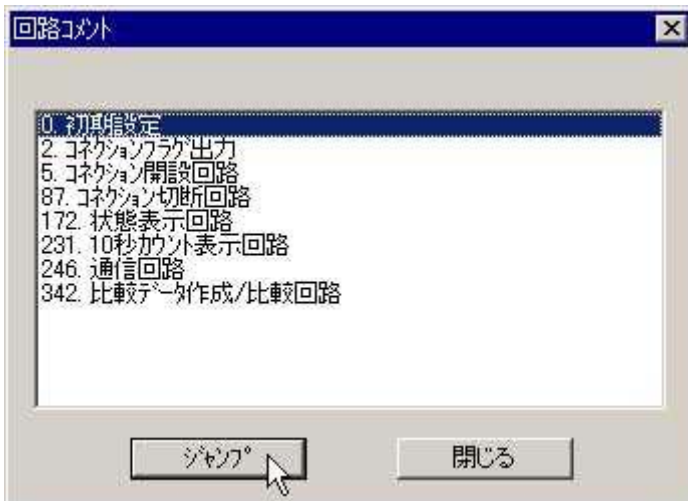 回路ｺﾒﾝﾄ
0. 初期設定
2. ｺﾈｸｼｮﾝﾌﾗｸﾞ出力
5. ｺﾈｸｼｮﾝ開設回路
87. ｺﾈｸｼｮﾝ切断回路
172. 状態表示回路
231. 10秒ｶｳﾝﾄ表示回路
246. 通信回路
342. 比較ﾃﾞｰﾀ作成/比較回路
ｼﾞｬﾝﾌﾟ 閉じる